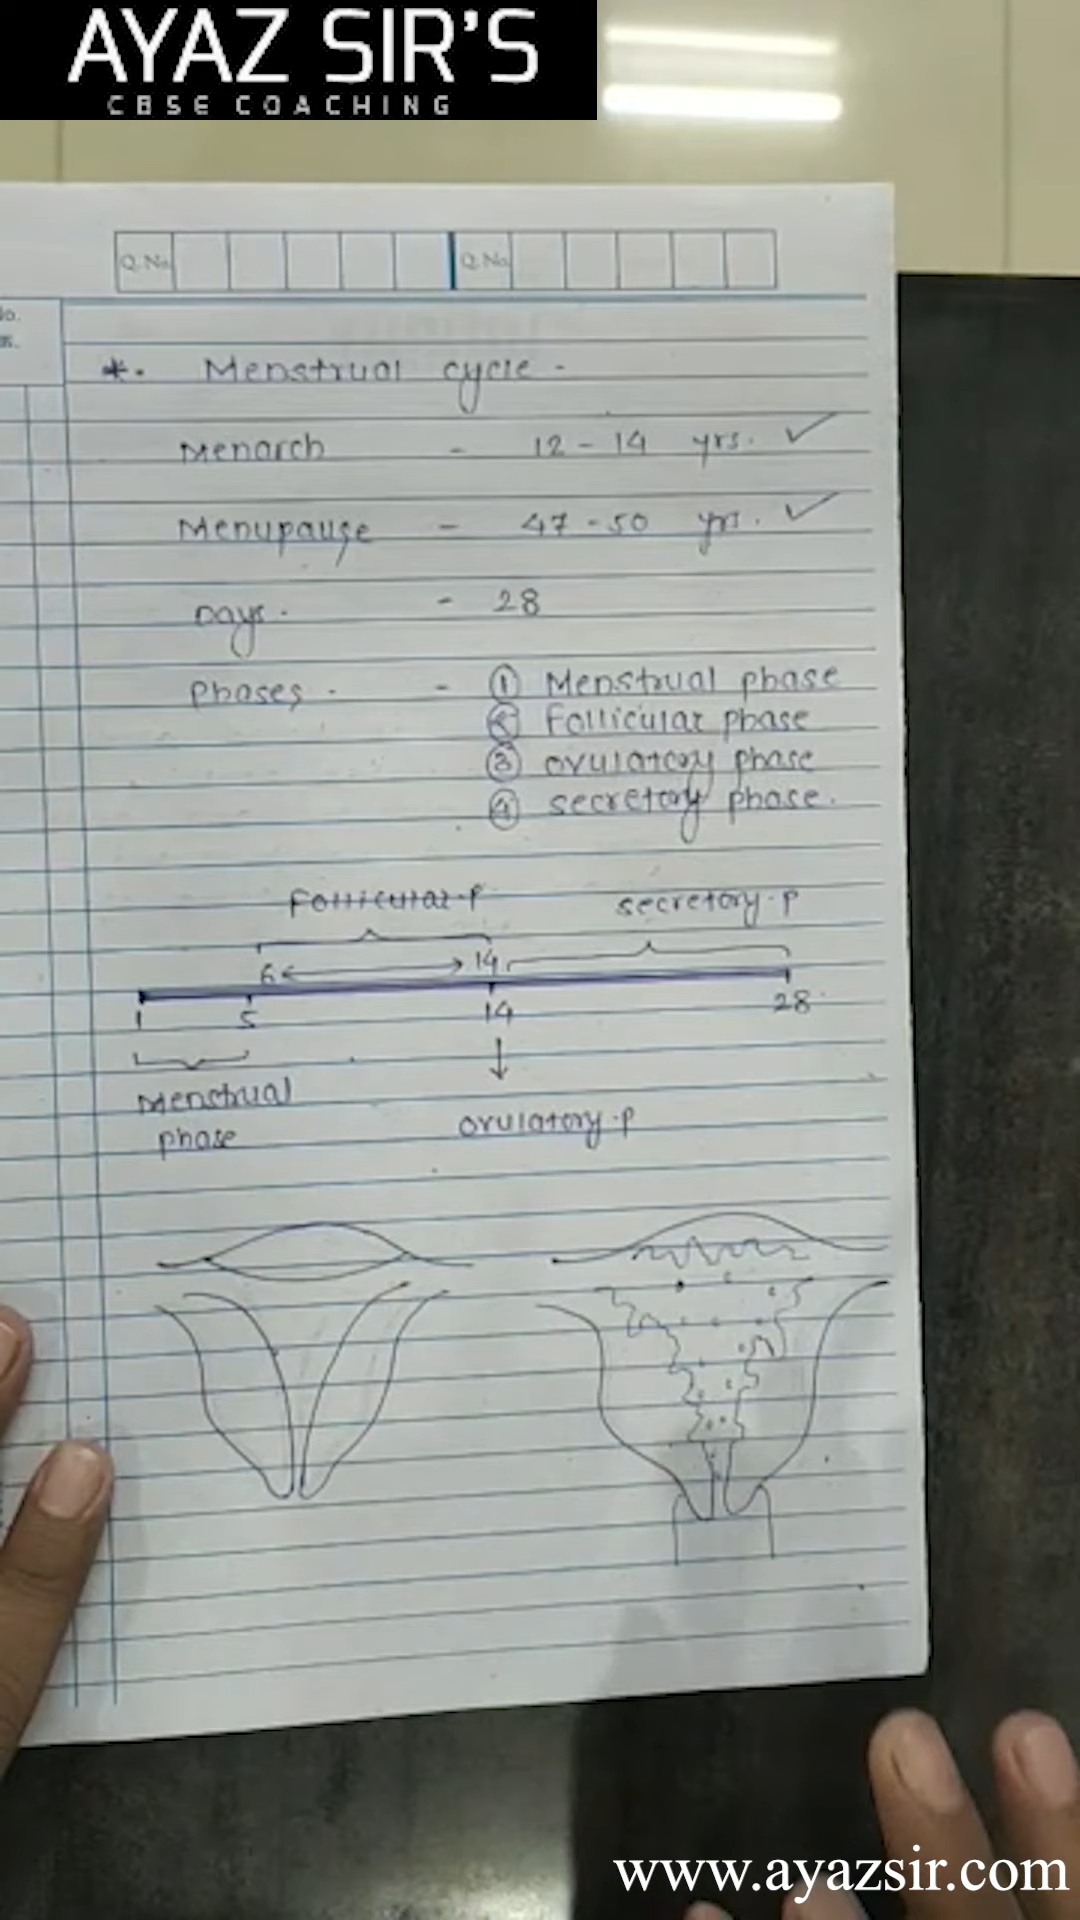 AYAZ SIR'S
CBSE COACHING
Q.No. Q.No.
No.
*. Menstrual cycle -
Menarch - 12 - 14 yrs. ✓
Menupause - 47 - 50 yrs. ✓
Days. - 28
Phases. - ① Menstrual phase
② Follicular phase
③ ovulatory phase
④ secretory phase.
Follicular.p secretory.p
6 14
1 5 14 28
Menstrual
phase
ovulatory.p
www.ayazsir.com